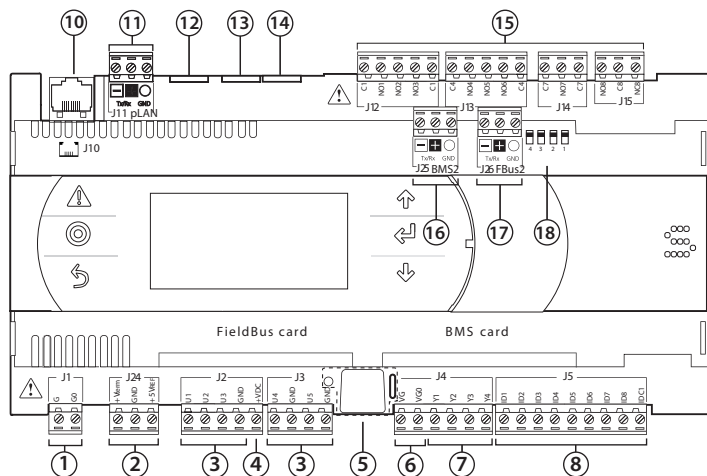 10 11 12 13 14 15
C1 NO1 NO2 NO3 C1 C4 NO4 NO5 NO6 C4 C7 NO7 C7 NO8 C8 NC8
J12 J13 J14 J15
Tx/Rx GND
J11 pLAN
J10
Tx/Rx GND Tx/Rx GND
J25 BMS2 J26 FBus2
4 3 2 1
16 17 18
FieldBus card BMS card
J1 J24 J2 J3 J4 J5
G G0 +Vterm GND +5VREF U1 U2 U3 GND +VDC U4 GND U5 GND VG VG0 Y1 Y2 Y3 Y4 ID1 ID2 ID3 ID4 ID5 ID6 ID7 ID8 IDC1
1 2 3 4 3 5 6 7 8